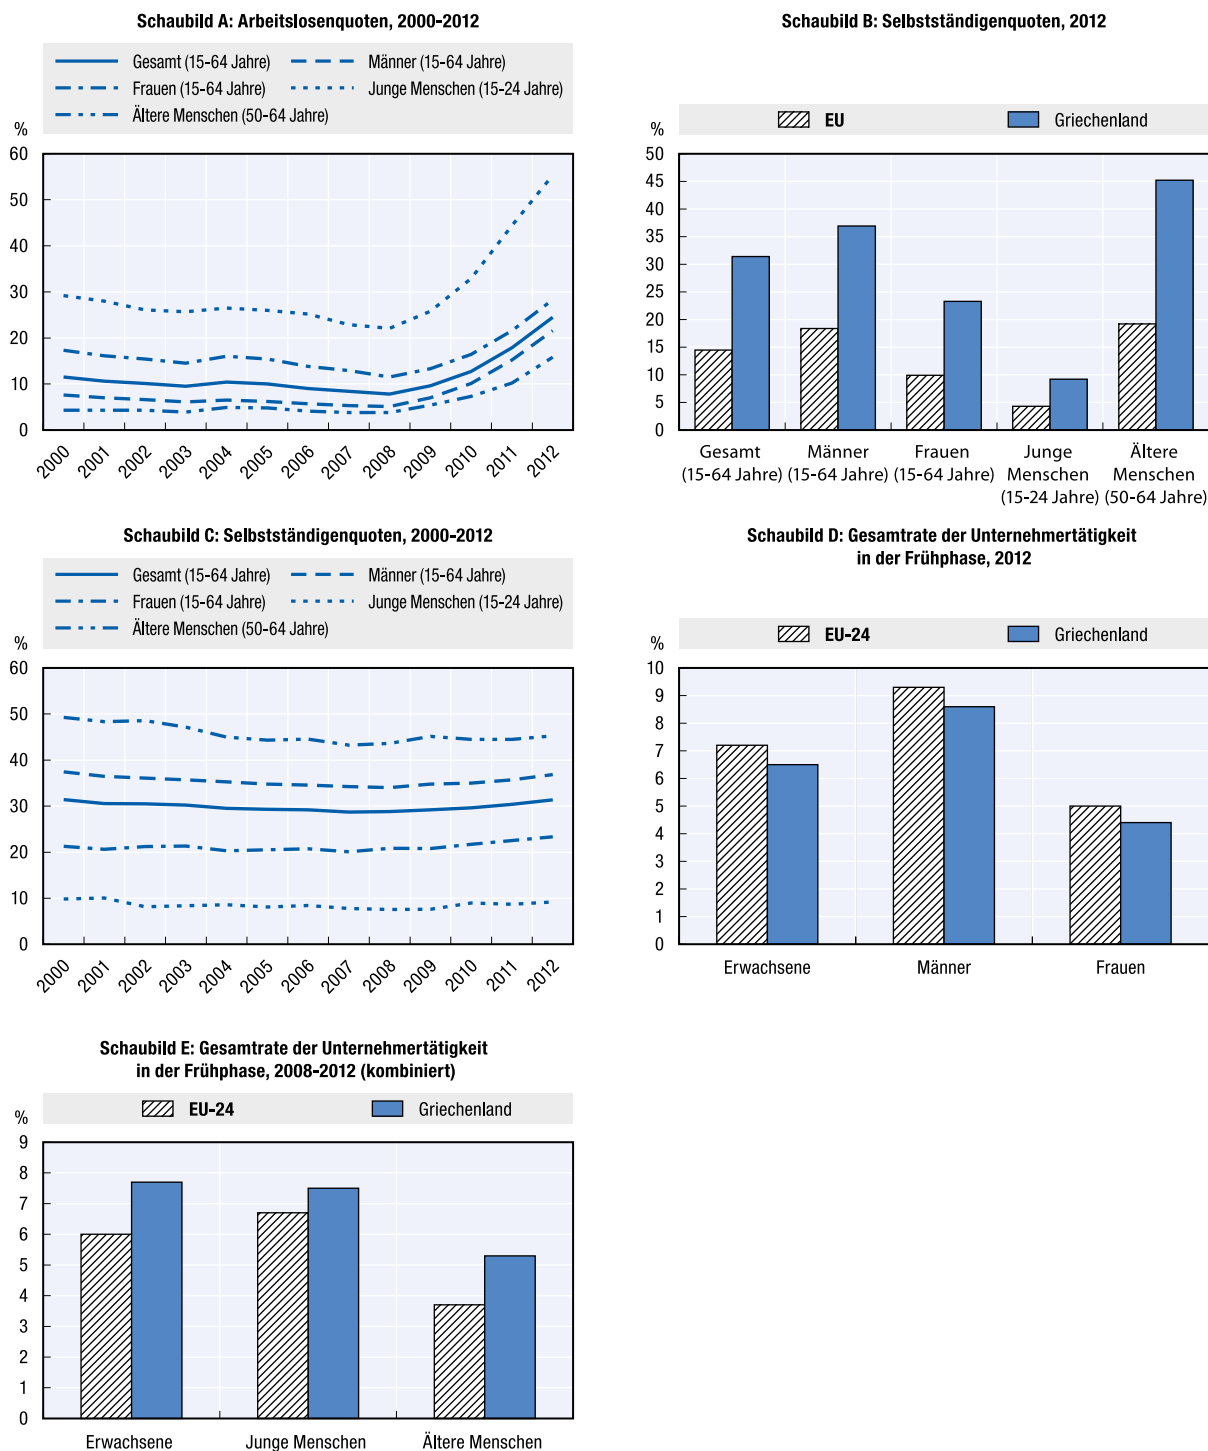 Schaubild A: Arbeitslosenquoten, 2000-2012
Gesamt (15-64 Jahre)
Männer (15-64 Jahre)
Frauen (15-64 Jahre)
Junge Menschen (15-24 Jahre)
Ältere Menschen (50-64 Jahre)
%
60
50
40
30
20
10
0
2000
2001
2002
2003
2004
2005
2006
2007
2008
2009
2010
2011
2012
Schaubild B: Selbstständigenquoten, 2012
EU
Griechenland
%
50
45
40
35
30
25
20
15
10
5
0
Gesamt
(15-64 Jahre)
Männer
(15-64 Jahre)
Frauen
(15-64 Jahre)
Junge
Menschen
(15-24 Jahre)
Ältere
Menschen
(50-64 Jahre)
Schaubild C: Selbstständigenquoten, 2000-2012
Gesamt (15-64 Jahre)
Männer (15-64 Jahre)
Frauen (15-64 Jahre)
Junge Menschen (15-24 Jahre)
Ältere Menschen (50-64 Jahre)
%
60
50
40
30
20
10
0
2000
2001
2002
2003
2004
2005
2006
2007
2008
2009
2010
2011
2012
Schaubild D: Gesamtrate der Unternehmertätigkeit
in der Frühphase, 2012
EU-24
Griechenland
%
10
9
8
7
6
5
4
3
2
1
0
Erwachsene
Männer
Frauen
Schaubild E: Gesamtrate der Unternehmertätigkeit
in der Frühphase, 2008-2012 (kombiniert)
EU-24
Griechenland
%
9
8
7
6
5
4
3
2
1
0
Erwachsene
Junge Menschen
Ältere Menschen